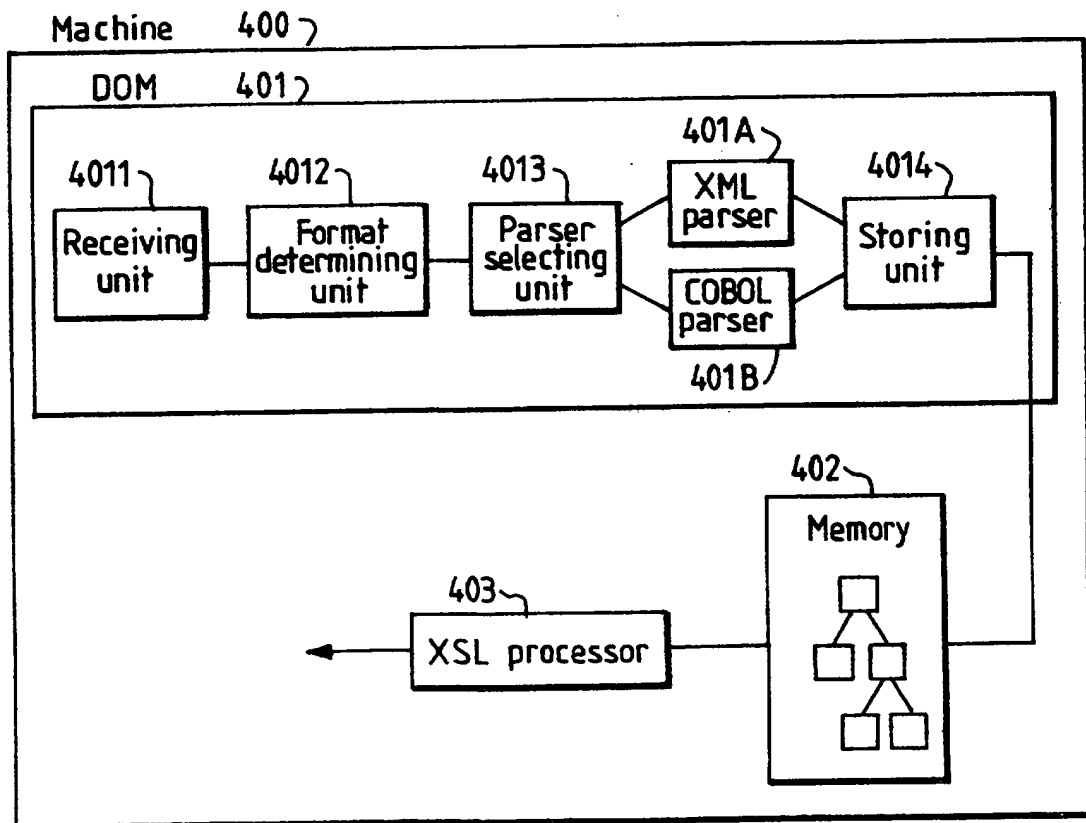 Machine 400
DOM 401
4011
Receiving
unit
4012
Format
determining
unit
4013
Parser
selecting
unit
401A
XML
parser
COBOL
parser
401B
4014
Storing
unit
402
Memory
403
XSL processor